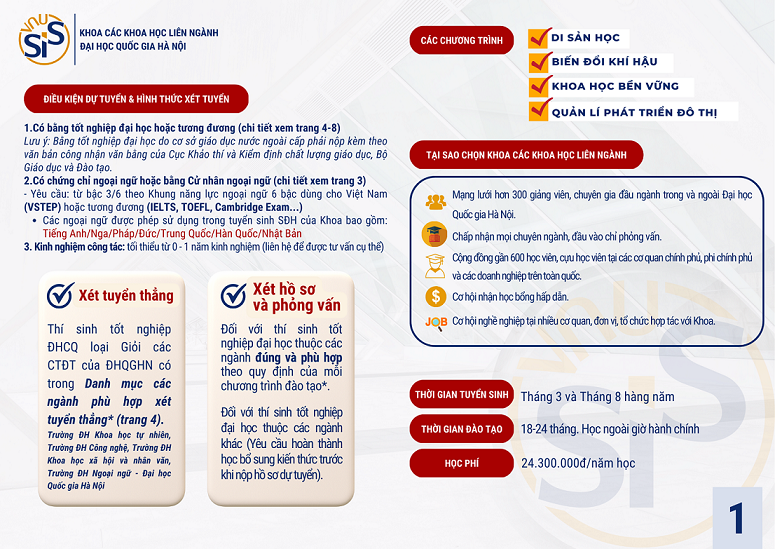 VNU
SIS
KHOA CÁC KHOA HỌC LIÊN NGÀNH
ĐẠI HỌC QUỐC GIA HÀ NỘI
ĐIỀU KIỆN DỰ TUYỂN & HÌNH THỨC XÉT TUYỂN
1.Có bằng tốt nghiệp đại học hoặc tương đương (chi tiết xem trang 4-8)
Lưu ý: Bằng tốt nghiệp đại học do cơ sở giáo dục nước ngoài cấp phải nộp kèm theo
văn bản công nhận văn bằng của Cục Khảo thí và Kiểm định chất lượng giáo dục, Bộ
Giáo dục và Đào tạo.
2.Có chứng chỉ ngoại ngữ hoặc bằng Cử nhân ngoại ngữ (chi tiết xem trang 3)
- Yêu cầu: từ bậc 3/6 theo Khung năng lực ngoại ngữ 6 bậc dùng cho Việt Nam
(VSTEP) hoặc tương đương (IELTS, TOEFL, Cambridge Exam...)
• Các ngoại ngữ được phép sử dụng trong tuyển sinh SĐH của Khoa bao gồm:
Tiếng Anh/Nga/Pháp/Đức/Trung Quốc/Hàn Quốc/Nhật Bản
3. Kinh nghiệm công tác: tối thiểu từ 0 - 1 năm kinh nghiệm (liên hệ để được tư vấn cụ thể)
Xét tuyển thẳng
Thí sinh tốt nghiệp
ĐHCQ loại Giỏi các
CTĐT của ĐHQGHN có
trong Danh mục các
ngành phù hợp xét
tuyển thẳng* (trang 4).
Trường ĐH Khoa học tự nhiên,
Trường ĐH Công nghệ, Trường ĐH
Khoa học xã hội và nhân văn,
Trường ĐH Ngoại ngữ - Đại học
Quốc gia Hà Nội
Xét hồ sơ
và phỏng vấn
Đối với thí sinh tốt
nghiệp đại học thuộc các
ngành đúng và phù hợp
theo quy định của mỗi
chương trình đào tạo*.
Đối với thí sinh tốt nghiệp
đại học thuộc các ngành
khác (Yêu cầu hoàn thành
học bổ sung kiến thức trước
khi nộp hồ sơ dự tuyển).
CÁC CHƯƠNG TRÌNH
DI SẢN HỌC
BIẾN ĐỔI KHÍ HẬU
KHOA HỌC BỀN VỮNG
QUẢN LÍ PHÁT TRIỂN ĐÔ THỊ
TẠI SAO CHỌN KHOA CÁC KHOA HỌC LIÊN NGÀNH
Mạng lưới hơn 300 giảng viên, chuyên gia đầu ngành trong và ngoài Đại học
Quốc gia Hà Nội.
Chấp nhận mọi chuyên ngành, đầu vào chỉ phỏng vấn.
Cộng đồng gần 600 học viên, cựu học viên tại các cơ quan chính phủ, phi chính phủ
và các doanh nghiệp trên toàn quốc.
$
Cơ hội nhận học bổng hấp dẫn.
JOB
Cơ hội nghề nghiệp tại nhiều cơ quan, đơn vị, tổ chức hợp tác với Khoa.
THỜI GIAN TUYỂN SINH
Tháng 3 và Tháng 8 hàng năm
THỜI GIAN ĐÀO TẠO
18-24 tháng. Học ngoài giờ hành chính
HỌC PHÍ
24.300.000đ/năm học
VNU
SIS
1